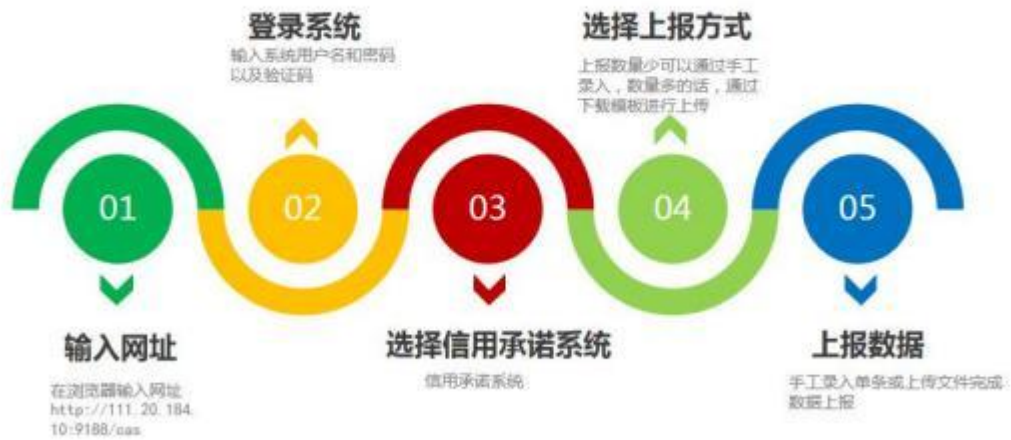 01
输入网址
在浏览器输入网址
http://111.20.184.
10:9188/cas
02
登录系统
输入系统用户名和密码
以及验证码
03
选择信用承诺系统
信用承诺系统
04
选择上报方式
上报数量少可以通过手工
录入，数量多的话，通过
下载模板进行上传
05
上报数据
手工录入单条或上传文件完成
数据上报